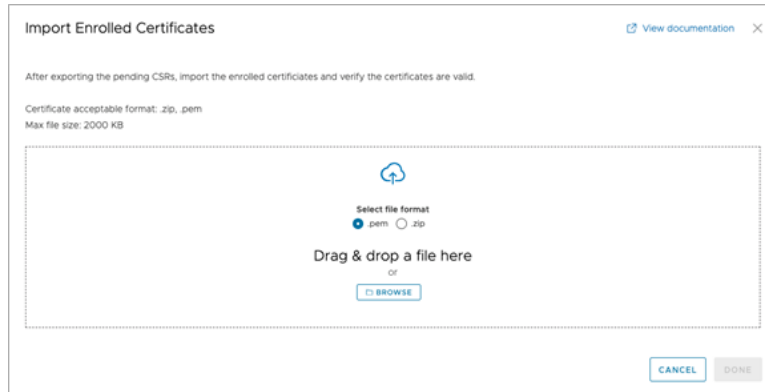 Import Enrolled Certificates
View documentation
After exporting the pending CSRs, import the enrolled certificiates and verify the certificates are valid.
Certificate acceptable format: .zip, .pem
Max file size: 2000 KB
Select file format
.pem .zip
Drag & drop a file here
or
BROWSE
CANCEL DONE